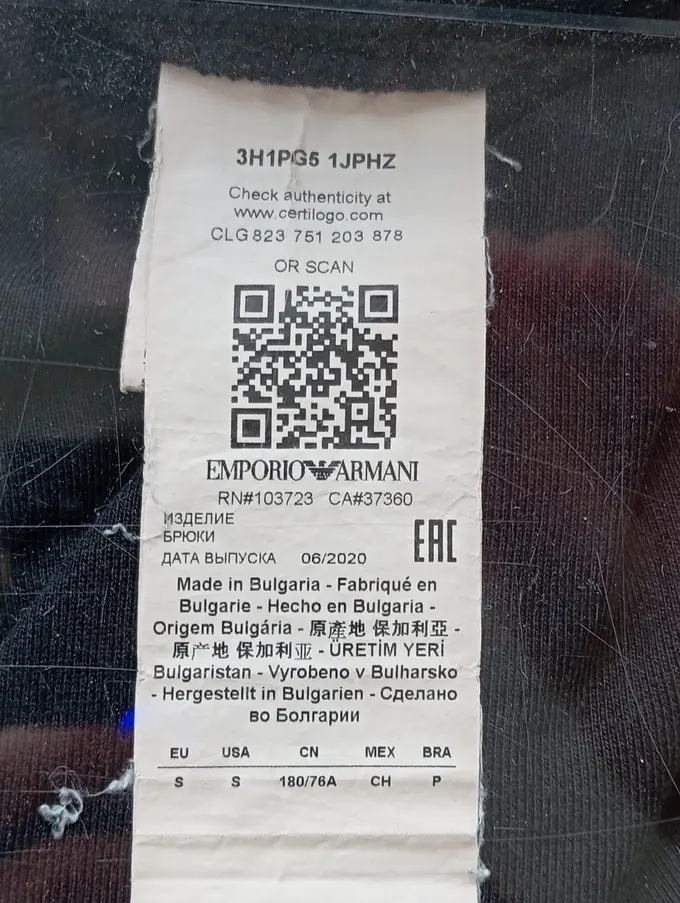 3H1PG5 1JPHZ
Check authenticity at
www.certilogo.com
CLG 823 751 203 878
OR SCAN
EMPORIO ARMANI
RN#103723 CA#37360
ИЗДЕЛИЕ
БРЮКИ
EAC
ДАТА ВЫПУСКА 06/2020
Made in Bulgaria - Fabriqué en
Bulgarie - Hecho en Bulgaria -
Origem Bulgária - 原產地 保加利亞 -
原产地 保加利亚 - ÜRETİM YERİ
Bulgaristan - Vyrobeno v Bulharsko
- Hergestellt in Bulgarien - Сделано
во Болгарии
EU USA CN MEX BRA
S S 180/76A CH P